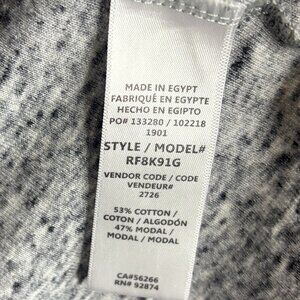 MADE IN EGYPT
FABRIQUÉ EN EGYPTE
HECHO EN EGIPTO
PO# 133280 / 102218
1901
STYLE / MODEL#
RF8K91G
VENDOR CODE / CODE
VENDEUR#
2726
53% COTTON /
COTON / ALGODÓN
47% MODAL /
MODAL / MODAL
CA#56266
RN# 92874